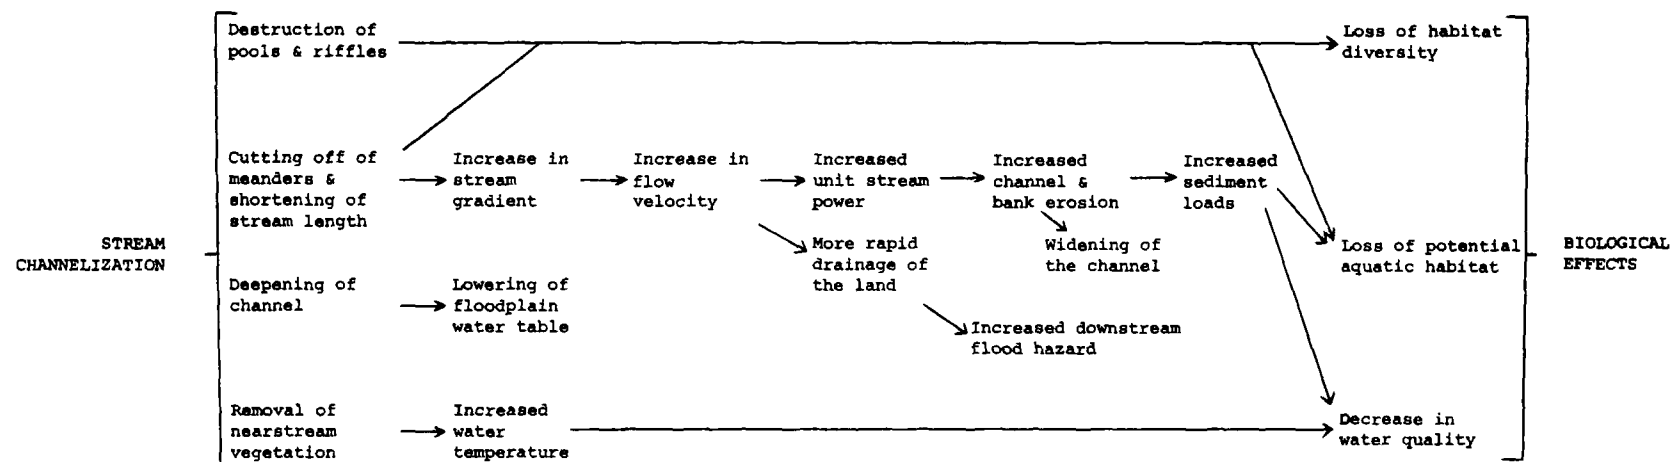 STREAM
CHANNELIZATION
Destruction of
pools & riffles
Loss of habitat
diversity
Cutting off of
meanders &
shortening of
stream length
Increase in
stream
gradient
Increase in
flow
velocity
Increased
unit stream
power
Increased
channel &
bank erosion
Increased
sediment
loads
More rapid
drainage of
the land
Widening of
the channel
Loss of potential
aquatic habitat
Deepening of
channel
Lowering of
floodplain
water table
Increased downstream
flood hazard
Removal of
nearstream
vegetation
Increased
water
temperature
Decrease in
water quality
BIOLOGICAL
EFFECTS